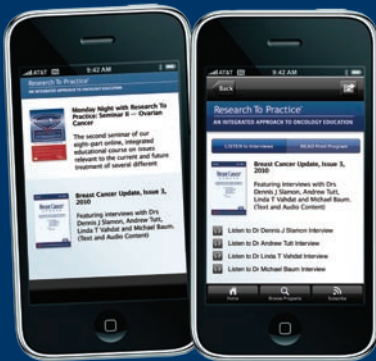 AT&T
9:42 AM
Research To Practice®
AN INTEGRATED APPROACH TO ONCOLOGY EDUCATION
Monday Night with Research To
Practice: Seminar II — Ovarian
Cancer
The second seminar of our
eight-part online, integrated
educational course on issues
relevant to the current and future
treatment of several different
Breast Cancer
Breast Cancer Update, Issue 3,
2010
Featuring interviews with Drs
Dennis J Slamon, Andrew Tutt,
Linda T Vahdat and Michael Baum.
(Text and Audio Content)
AT&T
9:42 AM
Back
Research To Practice®
AN INTEGRATED APPROACH TO ONCOLOGY EDUCATION
LISTEN to Interviews
READ Print Program
Breast Cancer
Breast Cancer Update, Issue 3,
2010
Featuring interviews with Drs
Dennis J Slamon, Andrew Tutt,
Linda T Vahdat and Michael Baum.
(Text and Audio Content)
Listen to Dr Dennis J Slamon Interview
Listen to Dr Andrew Tutt Interview
Listen to Dr Linda T Vahdat Interview
Listen to Dr Michael Baum Interview
Home
Browse Programs
Subscribe